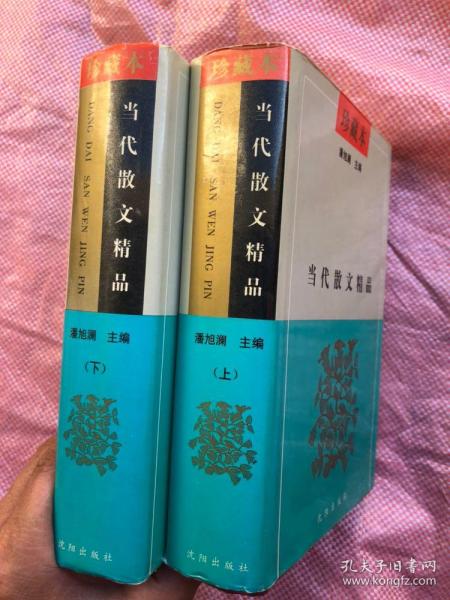 珍藏本
DANG DAI SAN WEN JING PIN
当代散文精品
潘旭澜 主编
（下）
沈阳出版社
珍藏本
DANG DAI SAN WEN JING PIN
当代散文精品
潘旭澜 主编
（上）
沈阳出版社
珍藏本
潘旭澜 主编
当代散文精品
沈阳出版社
孔夫子旧书网
www.kongfz.com